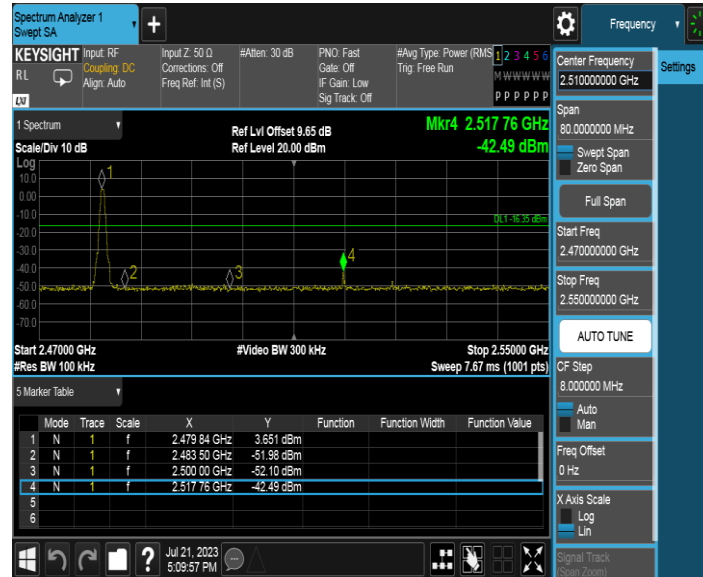 Spectrum Analyzer 1
Swept SA
+
Frequency
KEYSIGHT
RL
LXI
Input: RF
Coupling: DC
Align: Auto
Input Z: 50 Ω
Corrections: Off
Freq Ref: Int (S)
#Atten: 30 dB
PNO: Fast
Gate: Off
IF Gain: Low
Sig Track: Off
#Avg Type: Power (RMS
Trig: Free Run
1 2 3 4 5 6
M W W W W W
P P P P P P
Center Frequency
2.510000000 GHz
Settings
Span
80.0000000 MHz
Swept Span
Zero Span
Full Span
Start Freq
2.470000000 GHz
Stop Freq
2.550000000 GHz
AUTO TUNE
CF Step
8.000000 MHz
Auto
Man
Freq Offset
0 Hz
X Axis Scale
Log
Lin
Signal Track
(Span Zoom)
1 Spectrum
Scale/Div 10 dB
Ref Lvl Offset 9.65 dB
Ref Level 20.00 dBm
Mkr4 2.517 76 GHz
-42.49 dBm
Log
10.0
0.00
-10.0
-20.0
-30.0
-40.0
-50.0
-60.0
-70.0
1
2
3
4
DL1 -16.35 dBm
Start 2.47000 GHz
#Res BW 100 kHz
#Video BW 300 kHz
Stop 2.55000 GHz
Sweep 7.67 ms (1001 pts)
5 Marker Table
Mode Trace Scale X Y Function Function Width Function Value
1 N 1 f 2.479 84 GHz 3.651 dBm
2 N 1 f 2.483 50 GHz -51.98 dBm
3 N 1 f 2.500 00 GHz -52.10 dBm
4 N 1 f 2.517 76 GHz -42.49 dBm
5
6
?
Jul 21, 2023
5:09:57 PM